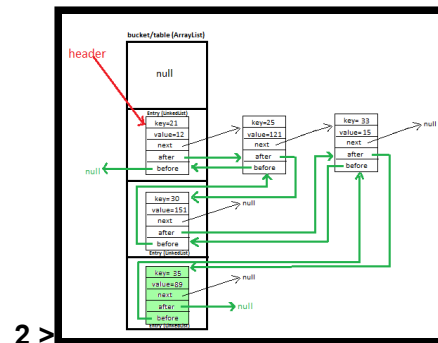 bucket/table (ArrayList)
header
null
Entry (LinkedList)
key=21
value=12
next
after
before
null
key=25
value=121
next
after
before
key= 33
value= 15
next
after
before
null
key=30
value=151
next
after
before
Entry (LinkedList)
null
key= 35
value=89
next
after
before
Entry (LinkedList)
null
null
2 >